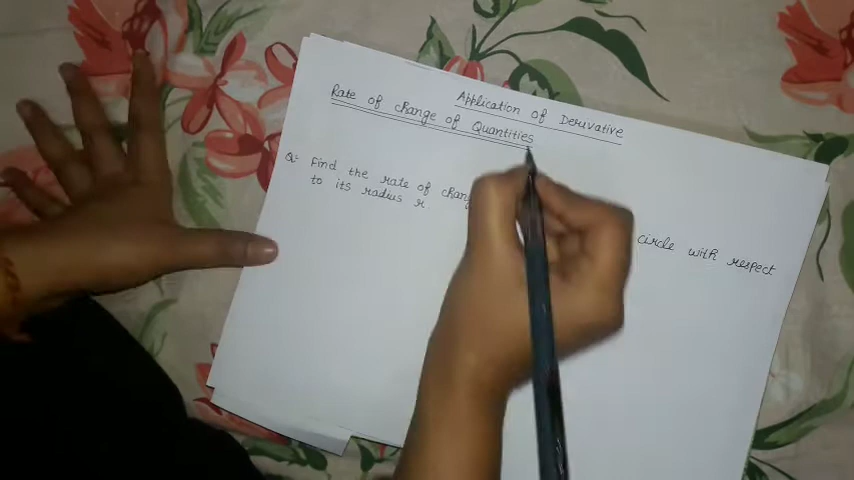 Application of Derivative
Rate of change of Quantities
Q: Find the rate of chang circle with respect
to its radius r